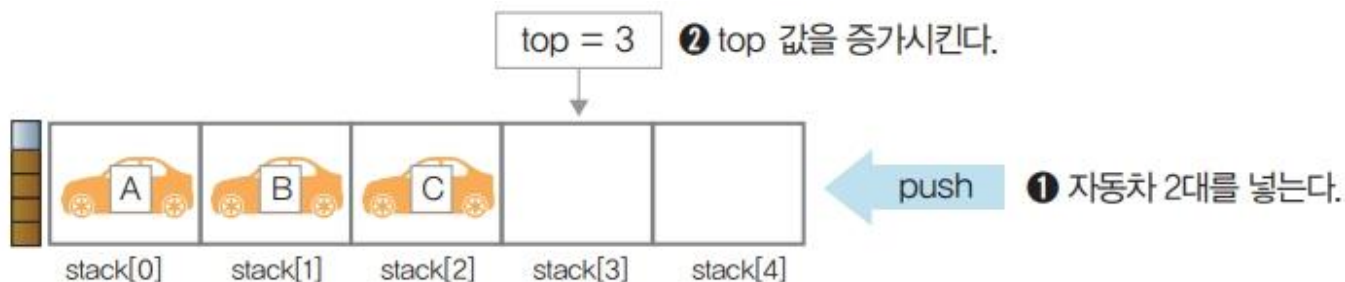 top = 3 ❷ top 값을 증가시킨다.
A B C
push ❶ 자동차 2대를 넣는다.
stack[0] stack[1] stack[2] stack[3] stack[4]